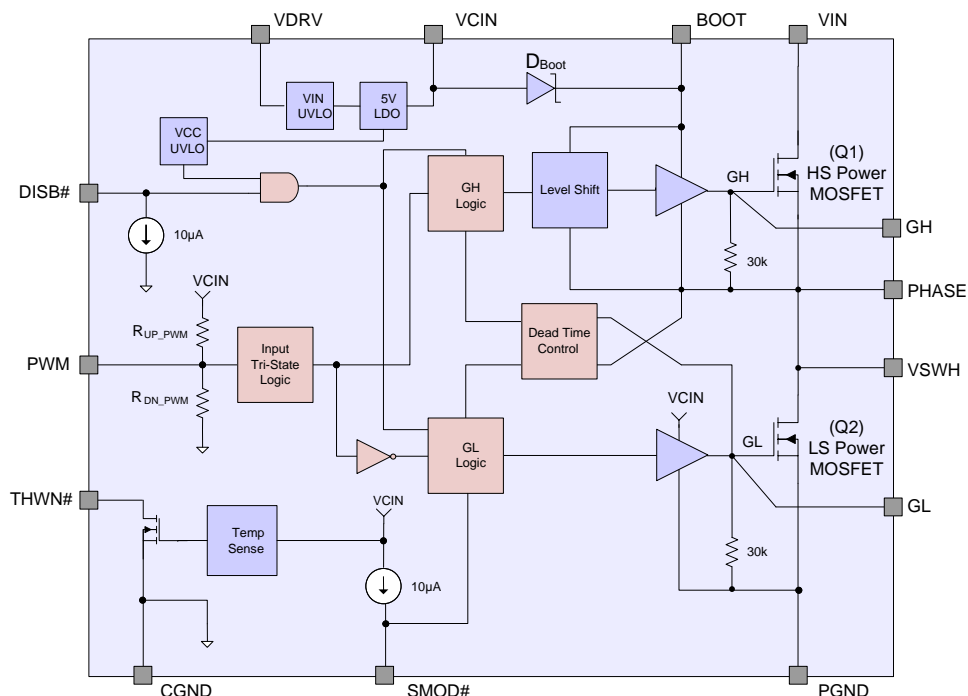 VDRV
VCIN
BOOT
VIN
DBoot
VIN
UVLO
5V
LDO
VCC
UVLO
(Q1)
HS Power
MOSFET
DISB#
GH
Logic
Level Shift
GH
GH
10µA
30k
VCIN
PHASE
RUP_PWM
Dead Time
Control
Input
Tri-State
Logic
PWM
VSWH
RDN_PWM
VCIN
(Q2)
LS Power
MOSFET
GL
GL
Logic
THWN#
VCIN
GL
Temp
Sense
30k
10µA
CGND
SMOD#
PGND